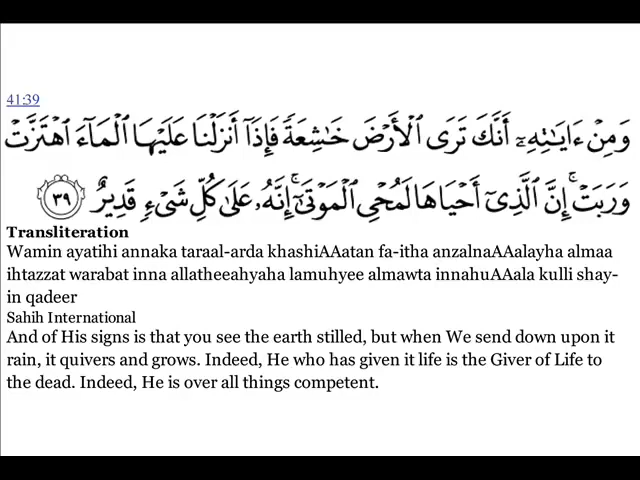 41:39
وَمِنْ ءَايَـٰتِهِۦٓ أَنَّكَ تَرَى ٱلْأَرْضَ خَـٰشِعَةً فَإِذَآ أَنزَلْنَا عَلَيْهَا ٱلْمَآءَ ٱهْتَزَّتْ
وَرَبَتْ ۚ إِنَّ ٱلَّذِىٓ أَحْيَاهَا لَمُحْىِ ٱلْمَوْتَىٰٓ ۚ إِنَّهُۥ عَلَىٰ كُلِّ شَىْءٍ قَدِيرٌ ٣٩
Transliteration
Wamin ayatihi annaka taraal-arda khashiAAatan fa-itha anzalnaAAalayha almaa
ihtazzat warabat inna allatheeahyaha lamuhyee almawta innahuAAala kulli shay-
in qadeer
Sahih International
And of His signs is that you see the earth stilled, but when We send down upon it
rain, it quivers and grows. Indeed, He who has given it life is the Giver of Life to
the dead. Indeed, He is over all things competent.